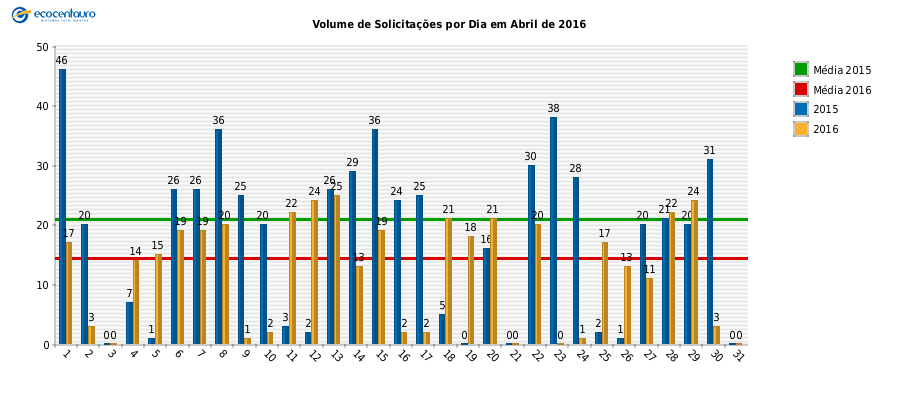 ecocentauro
Volume de Solicitações por Dia em Abril de 2016
50
40
30
20
10
0
46 17 20 3 0 0 7 14 1 15 26 19 26 19 36 20 25 1 20 2 3 22 2 24 26 25 29 13 36 19 24 2 25 2 5 21 0 18 16 21 0 0 30 20 38 0 28 1 2 17 1 13 20 11 21 22 20 24 31 3 0 0
1 2 3 4 5 6 7 8 9 10 11 12 13 14 15 16 17 18 19 20 21 22 23 24 25 26 27 28 29 30 31
Média 2015
Média 2016
2015
2016